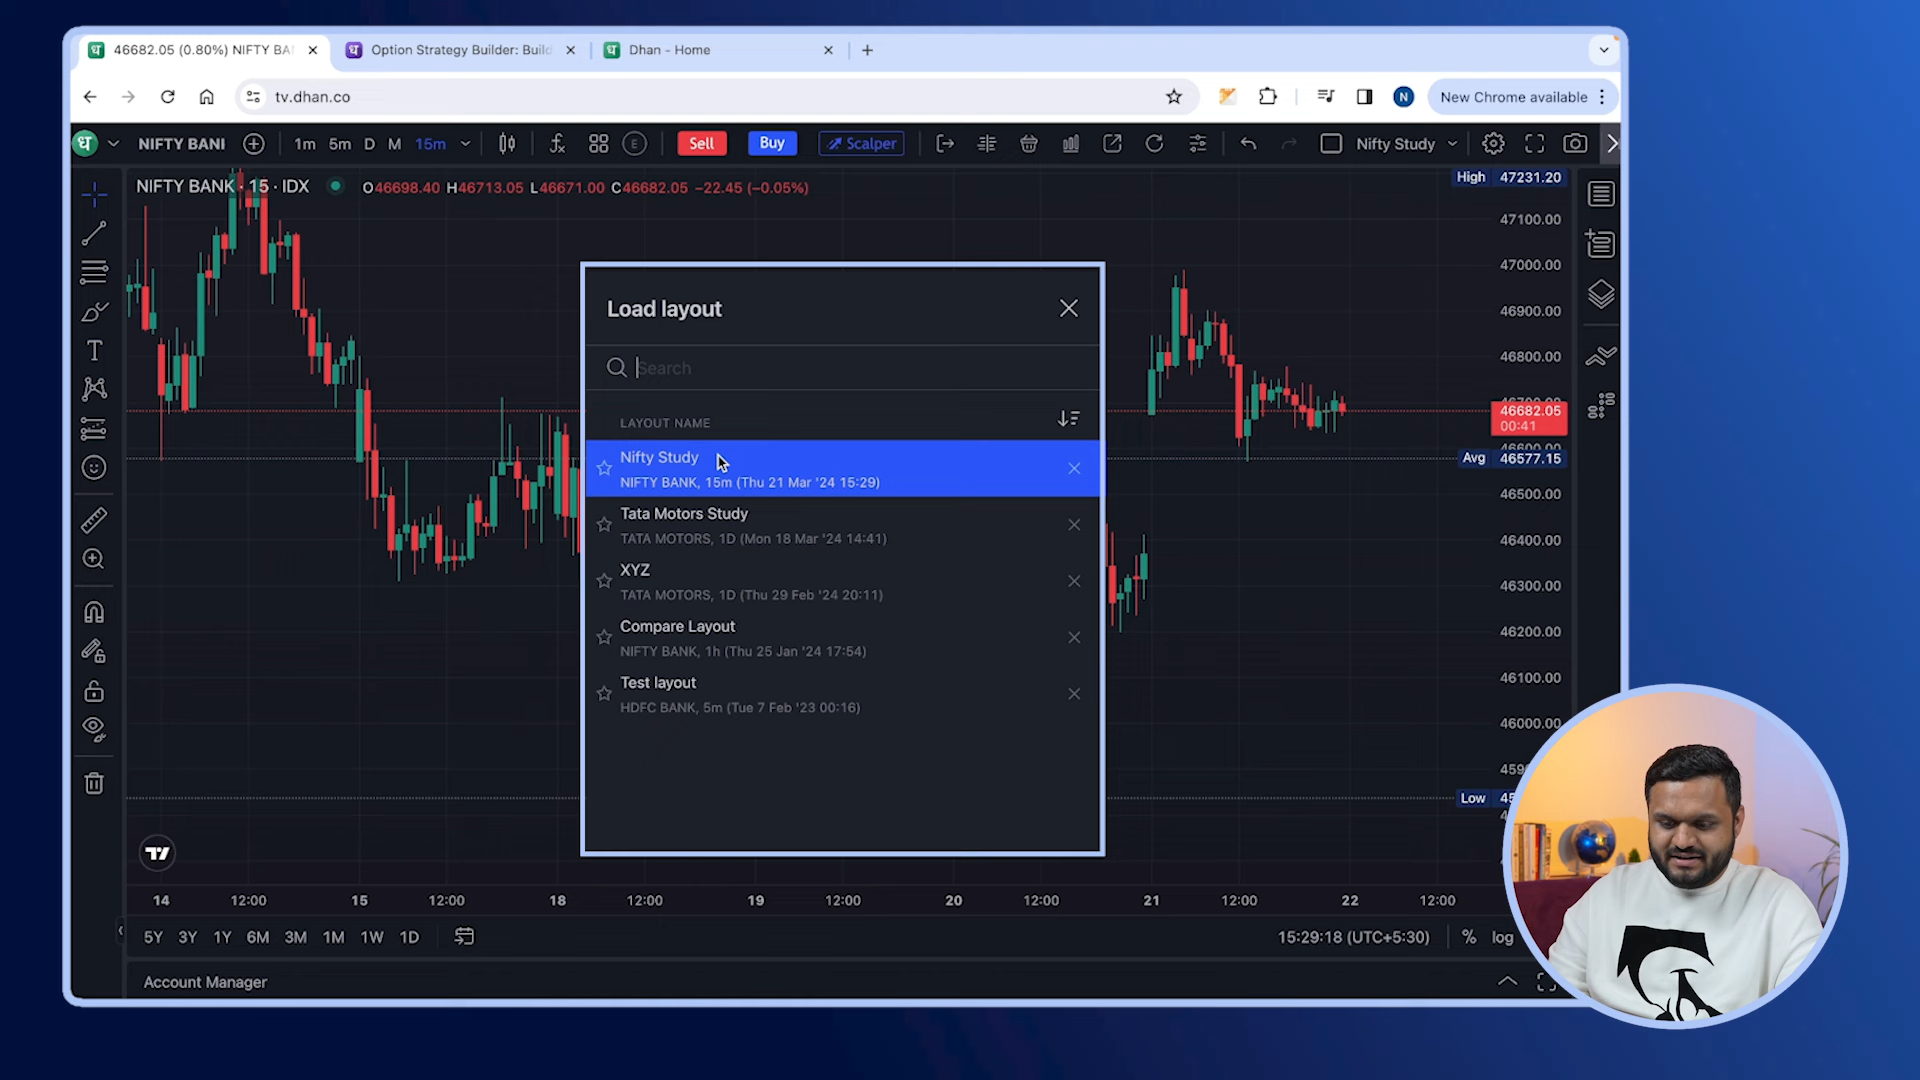 46682.05 (0.80%) NIFTY BA
Option Strategy Builder: Build
Dhan - Home
tv.dhan.co
N
New Chrome available
NIFTY BANI
1m 5m D M 15m
E
Sell
Buy
Scalper
Nifty Study
NIFTY BANK · 15 · IDX
O46698.40 H46713.05 L46671.00 C46682.05 −22.45 (−0.05%)
High 47231.20
47100.00
47000.00
46900.00
46800.00
46682.05
00:41
Avg 46577.15
46500.00
46400.00
46300.00
46200.00
46100.00
46000.00
Low
Load layout
Search
LAYOUT NAME
Nifty Study
NIFTY BANK, 15m (Thu 21 Mar '24 15:29)
Tata Motors Study
TATA MOTORS, 1D (Mon 18 Mar '24 14:41)
XYZ
TATA MOTORS, 1D (Thu 29 Feb '24 20:11)
Compare Layout
NIFTY BANK, 1h (Thu 25 Jan '24 17:54)
Test layout
HDFC BANK, 5m (Tue 7 Feb '23 00:16)
14 12:00 15 12:00 18 12:00 19 12:00 20 12:00 21 12:00 22 12:00
5Y 3Y 1Y 6M 3M 1M 1W 1D
15:29:18 (UTC+5:30) % log
Account Manager